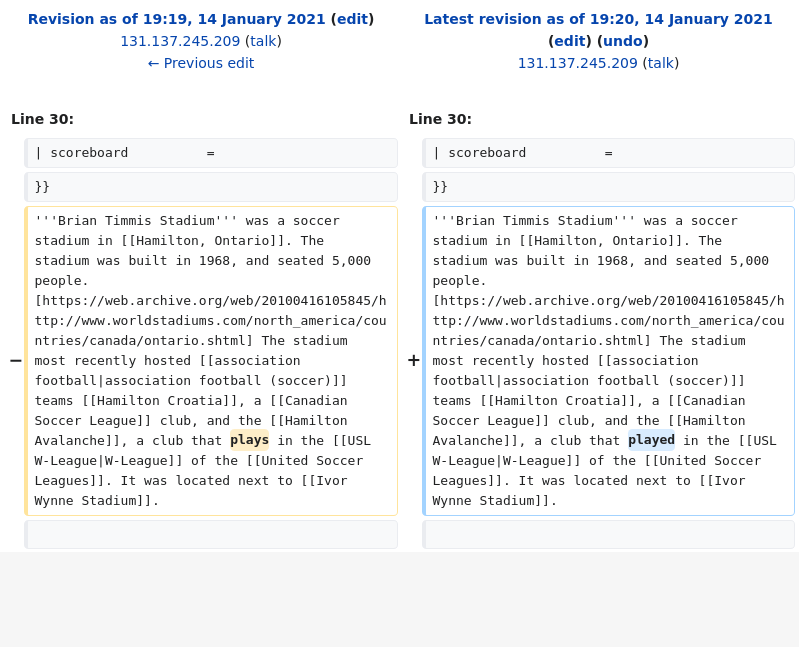 Revision as of 19:19, 14 January 2021 (edit)
131.137.245.209 (talk)
← Previous edit
Latest revision as of 19:20, 14 January 2021
(edit) (undo)
131.137.245.209 (talk)
Line 30:
| scoreboard          =
}}
− '''Brian Timmis Stadium''' was a soccer
stadium in [[Hamilton, Ontario]]. The
stadium was built in 1968, and seated 5,000
people.
[https://web.archive.org/web/20100416105845/h
ttp://www.worldstadiums.com/north_america/cou
ntries/canada/ontario.shtml] The stadium
most recently hosted [[association
football|association football (soccer)]]
teams [[Hamilton Croatia]], a [[Canadian
Soccer League]] club, and the [[Hamilton
Avalanche]], a club that plays in the [[USL
W-League|W-League]] of the [[United Soccer
Leagues]]. It was located next to [[Ivor
Wynne Stadium]].
Line 30:
| scoreboard          =
}}
+ '''Brian Timmis Stadium''' was a soccer
stadium in [[Hamilton, Ontario]]. The
stadium was built in 1968, and seated 5,000
people.
[https://web.archive.org/web/20100416105845/h
ttp://www.worldstadiums.com/north_america/cou
ntries/canada/ontario.shtml] The stadium
most recently hosted [[association
football|association football (soccer)]]
teams [[Hamilton Croatia]], a [[Canadian
Soccer League]] club, and the [[Hamilton
Avalanche]], a club that played in the [[USL
W-League|W-League]] of the [[United Soccer
Leagues]]. It was located next to [[Ivor
Wynne Stadium]].